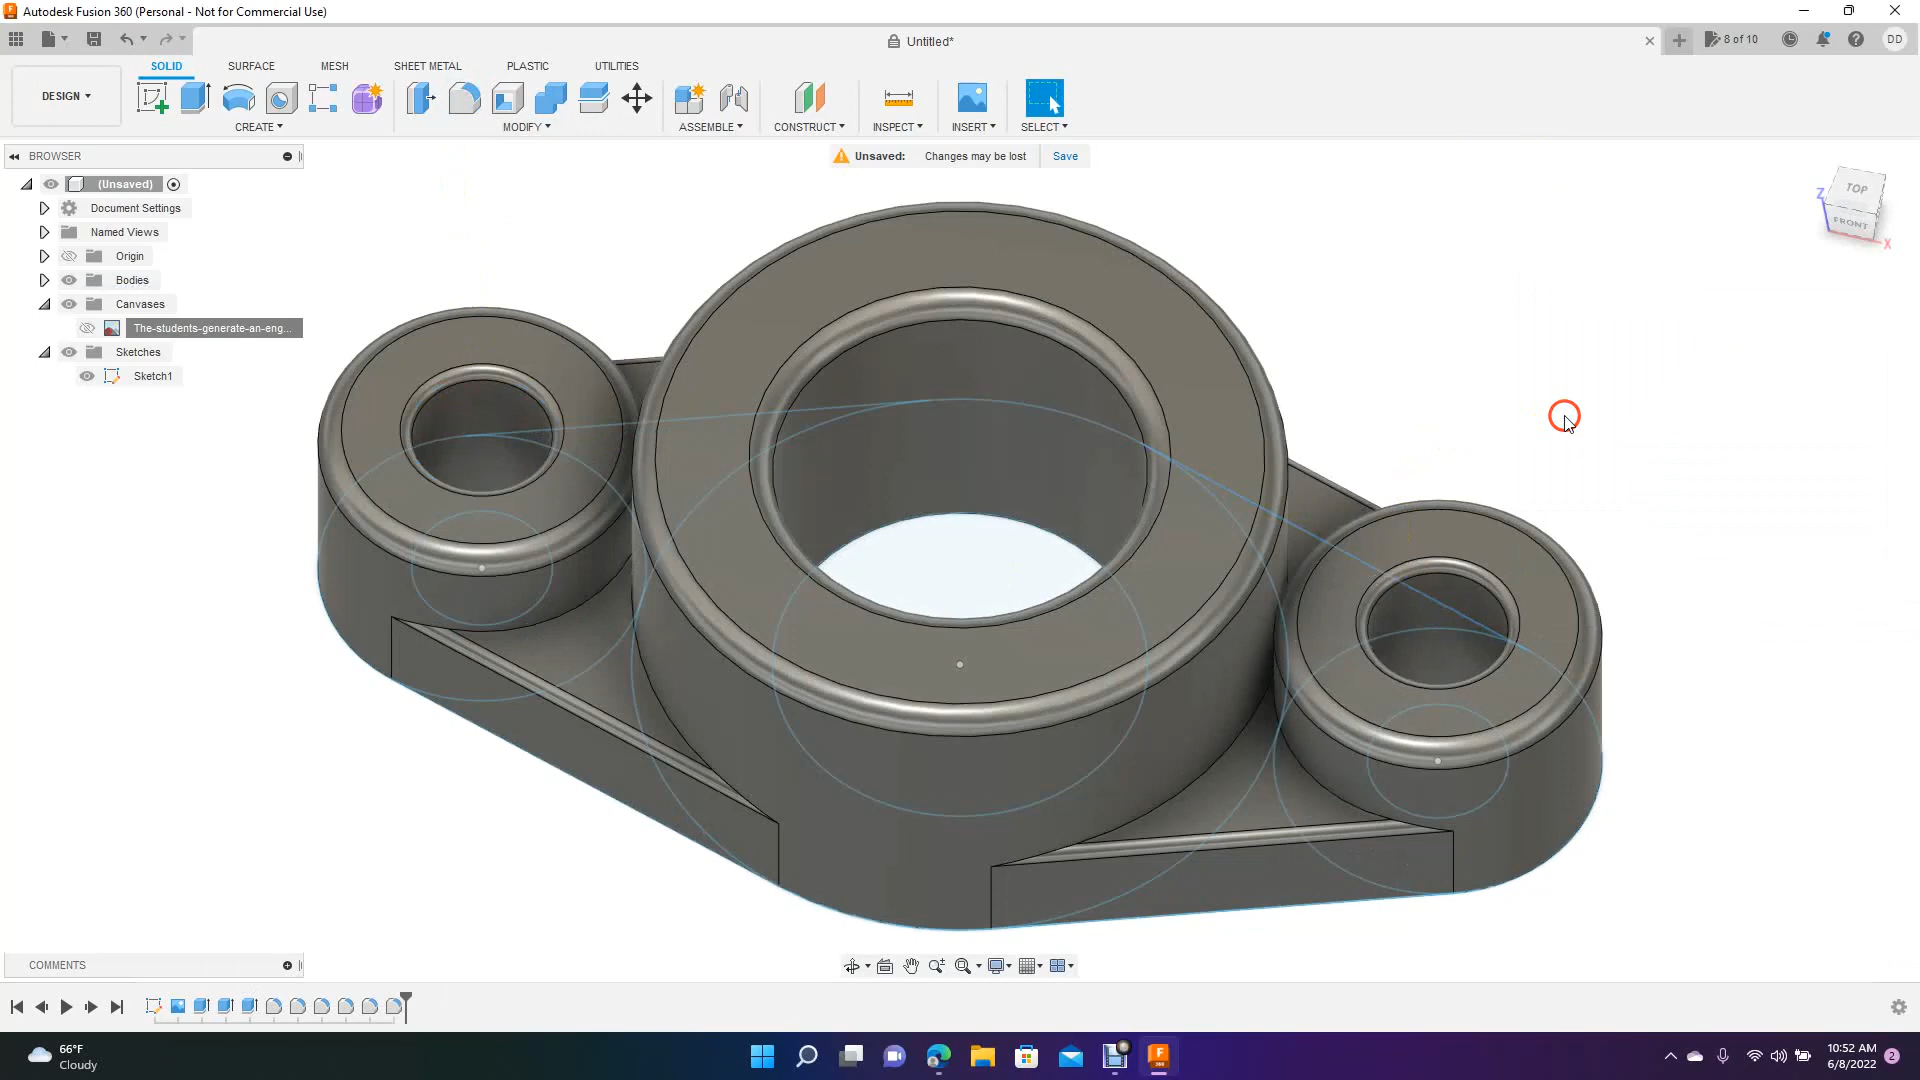 Autodesk Fusion 360 (Personal - Not for Commercial Use)
Untitled*
8 of 10
DD
DESIGN
SOLID SURFACE MESH SHEET METAL PLASTIC UTILITIES
CREATE MODIFY ASSEMBLE CONSTRUCT INSPECT INSERT SELECT
BROWSER
Unsaved: Changes may be lost Save
(Unsaved)
Document Settings
Named Views
Origin
Bodies
Canvases
The-students-generate-an-eng...
Sketches
Sketch1
TOP
FRONT
Z
X
COMMENTS
66°F
Cloudy
F
360
10:52 AM
6/8/2022
2